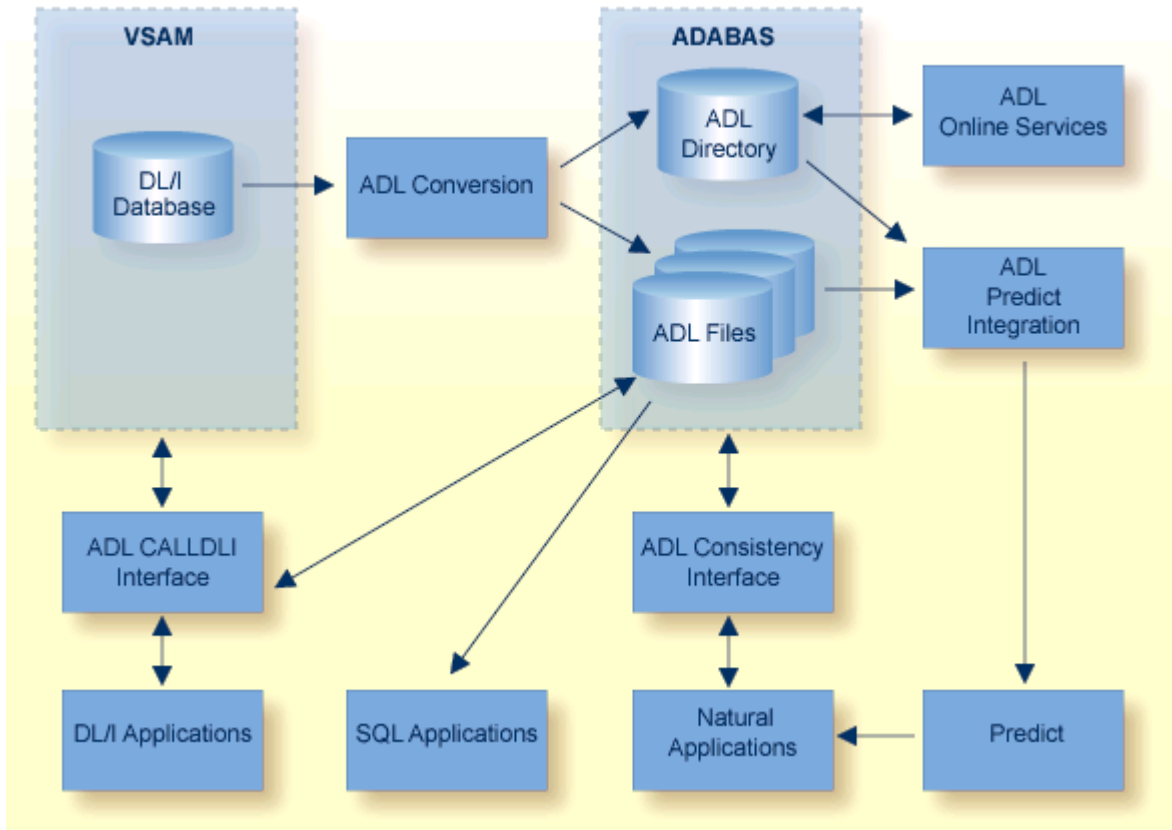 VSAM
ADABAS
DL/I
Database
ADL Conversion
ADL
Directory
ADL
Online Services
ADL Files
ADL
Predict
Integration
ADL CALLDLI
Interface
ADL Consistency
Interface
DL/I Applications
SQL Applications
Natural
Applications
Predict